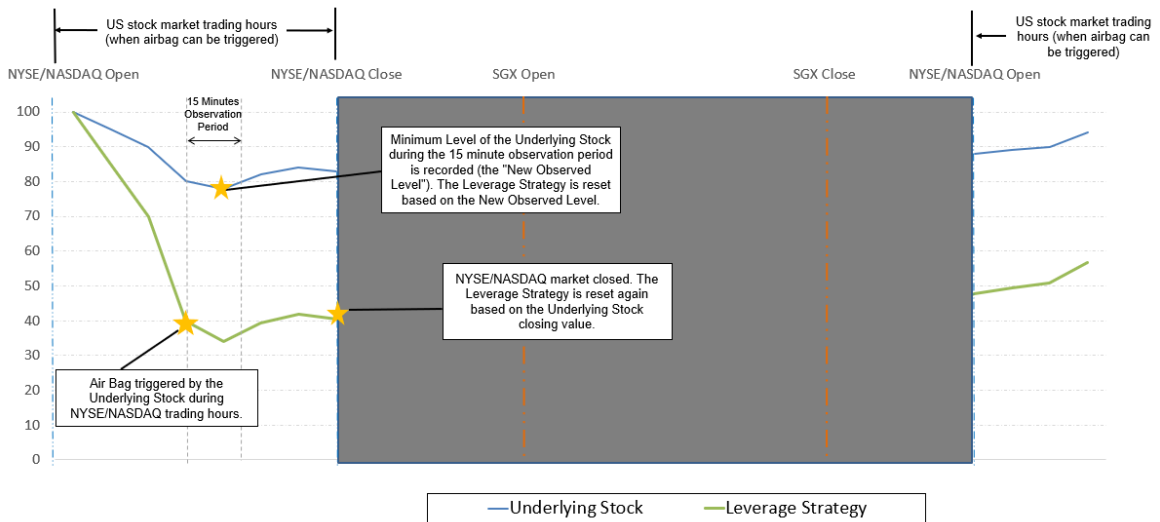 US stock market trading hours
(when airbag can be triggered)
US stock market trading
hours (when airbag can
be triggered)
NYSE/NASDAQ Open
NYSE/NASDAQ Close
SGX Open
SGX Close
NYSE/NASDAQ Open
15 Minutes
Observation
Period
100
90
80
70
60
50
40
30
20
10
0
Minimum Level of the Underlying Stock
during the 15 minute observation period
is recorded (the "New Observed
Level"). The Leverage Strategy is reset
based on the New Observed Level.
NYSE/NASDAQ market closed. The
Leverage Strategy is reset again
based on the Underlying Stock
closing value.
Air Bag triggered by the
Underlying Stock during
NYSE/NASDAQ trading hours.
Underlying Stock
Leverage Strategy